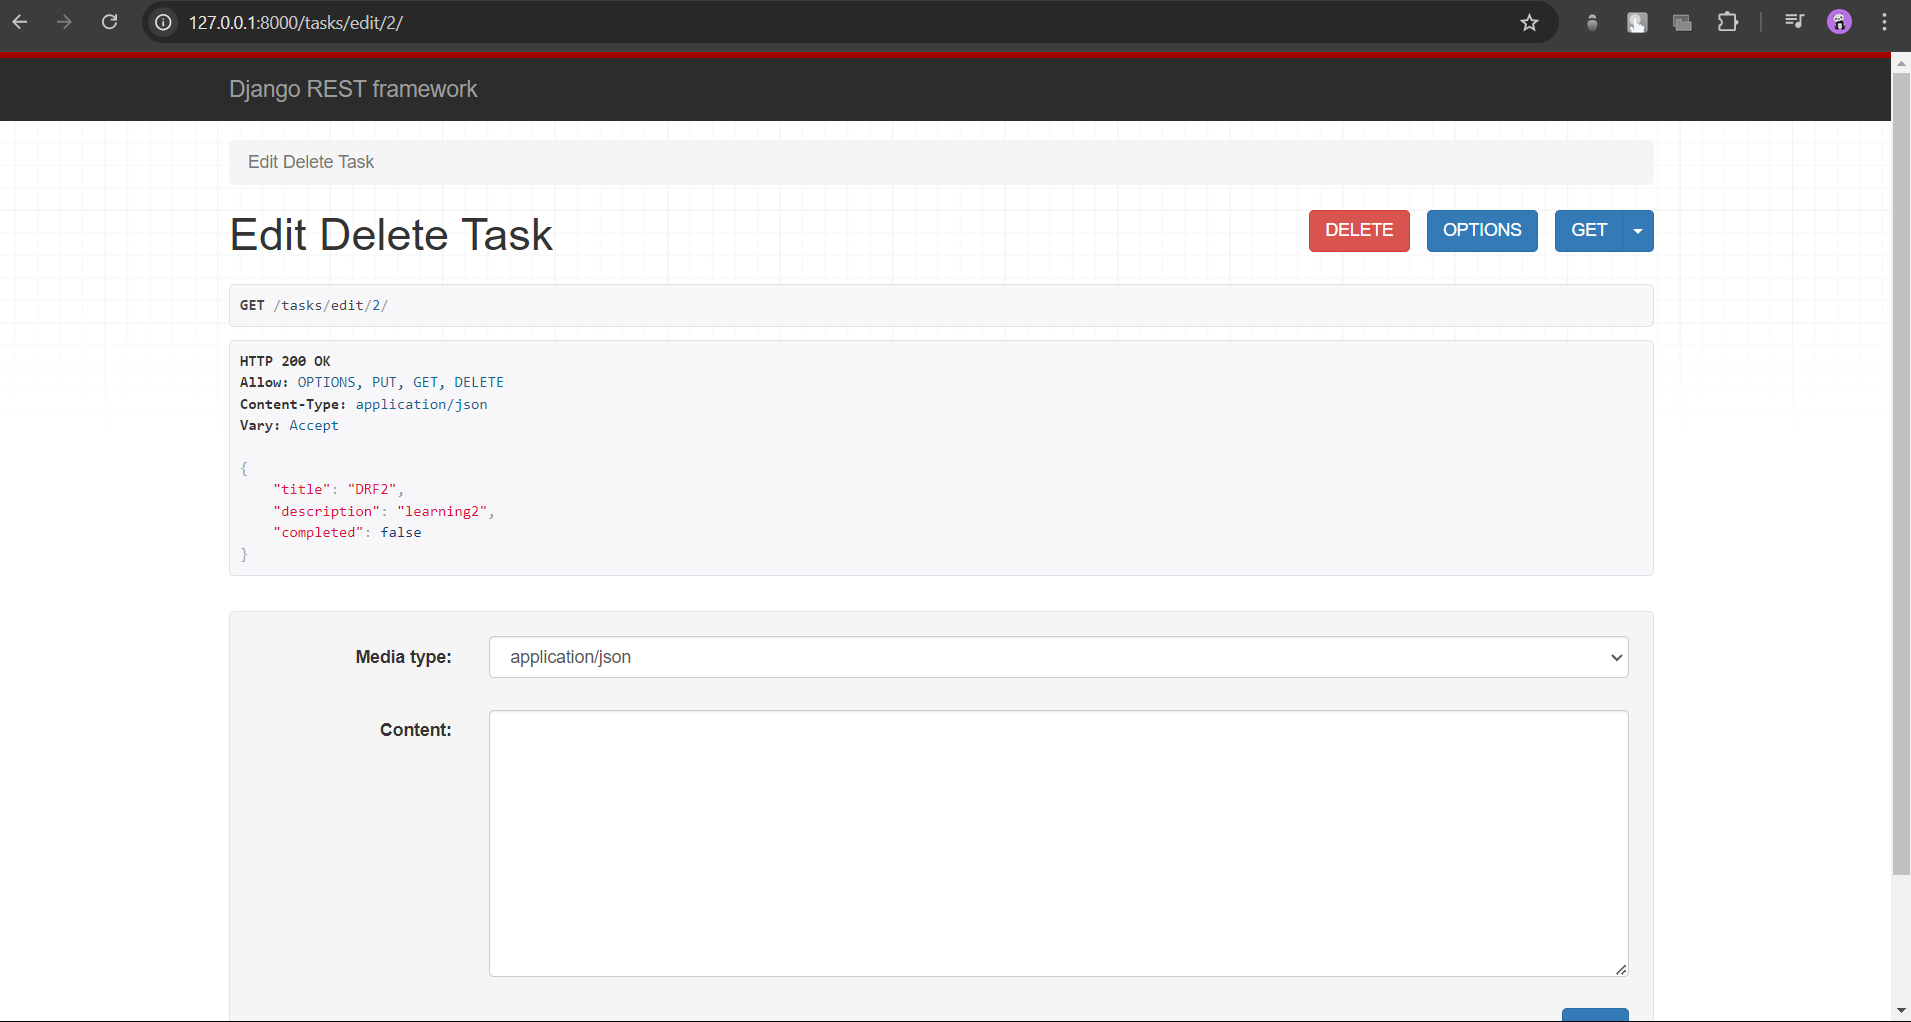 127.0.0.1:8000/tasks/edit/2/
Django REST framework
Edit Delete Task
Edit Delete Task
DELETE
OPTIONS
GET
GET /tasks/edit/2/
HTTP 200 OK
Allow: OPTIONS, PUT, GET, DELETE
Content-Type: application/json
Vary: Accept
{
    "title": "DRF2",
    "description": "learning2",
    "completed": false
}
Media type:
application/json
Content: